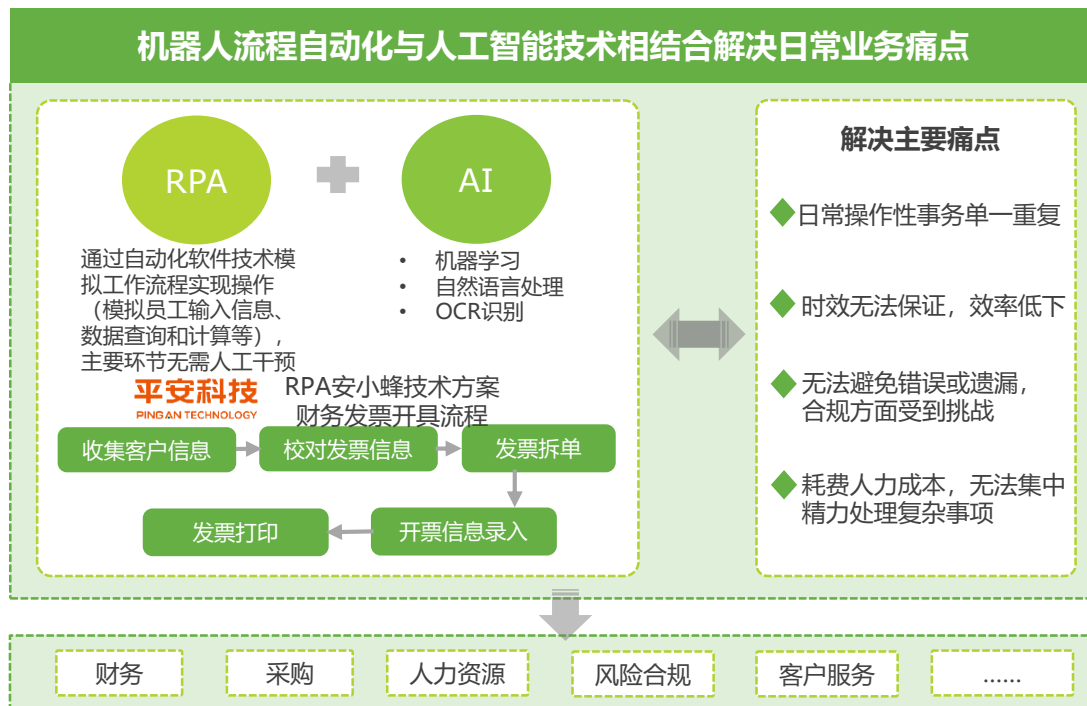 机器人流程自动化与人工智能技术相结合解决日常业务痛点
RPA
AI
通过自动化软件技术模
拟工作流程实现操作
（模拟员工输入信息、
数据查询和计算等），
主要环节无需人工干预
• 机器学习
• 自然语言处理
• OCR识别
平安科技
PINGAN TECHNOLOGY
RPA安小蜂技术方案
财务发票开具流程
收集客户信息
校对发票信息
发票拆单
发票打印
开票信息录入
解决主要痛点
日常操作性事务单一重复
时效无法保证，效率低下
无法避免错误或遗漏，
合规方面受到挑战
耗费人力成本，无法集中
精力处理复杂事项
财务
采购
人力资源
风险合规
客户服务
……